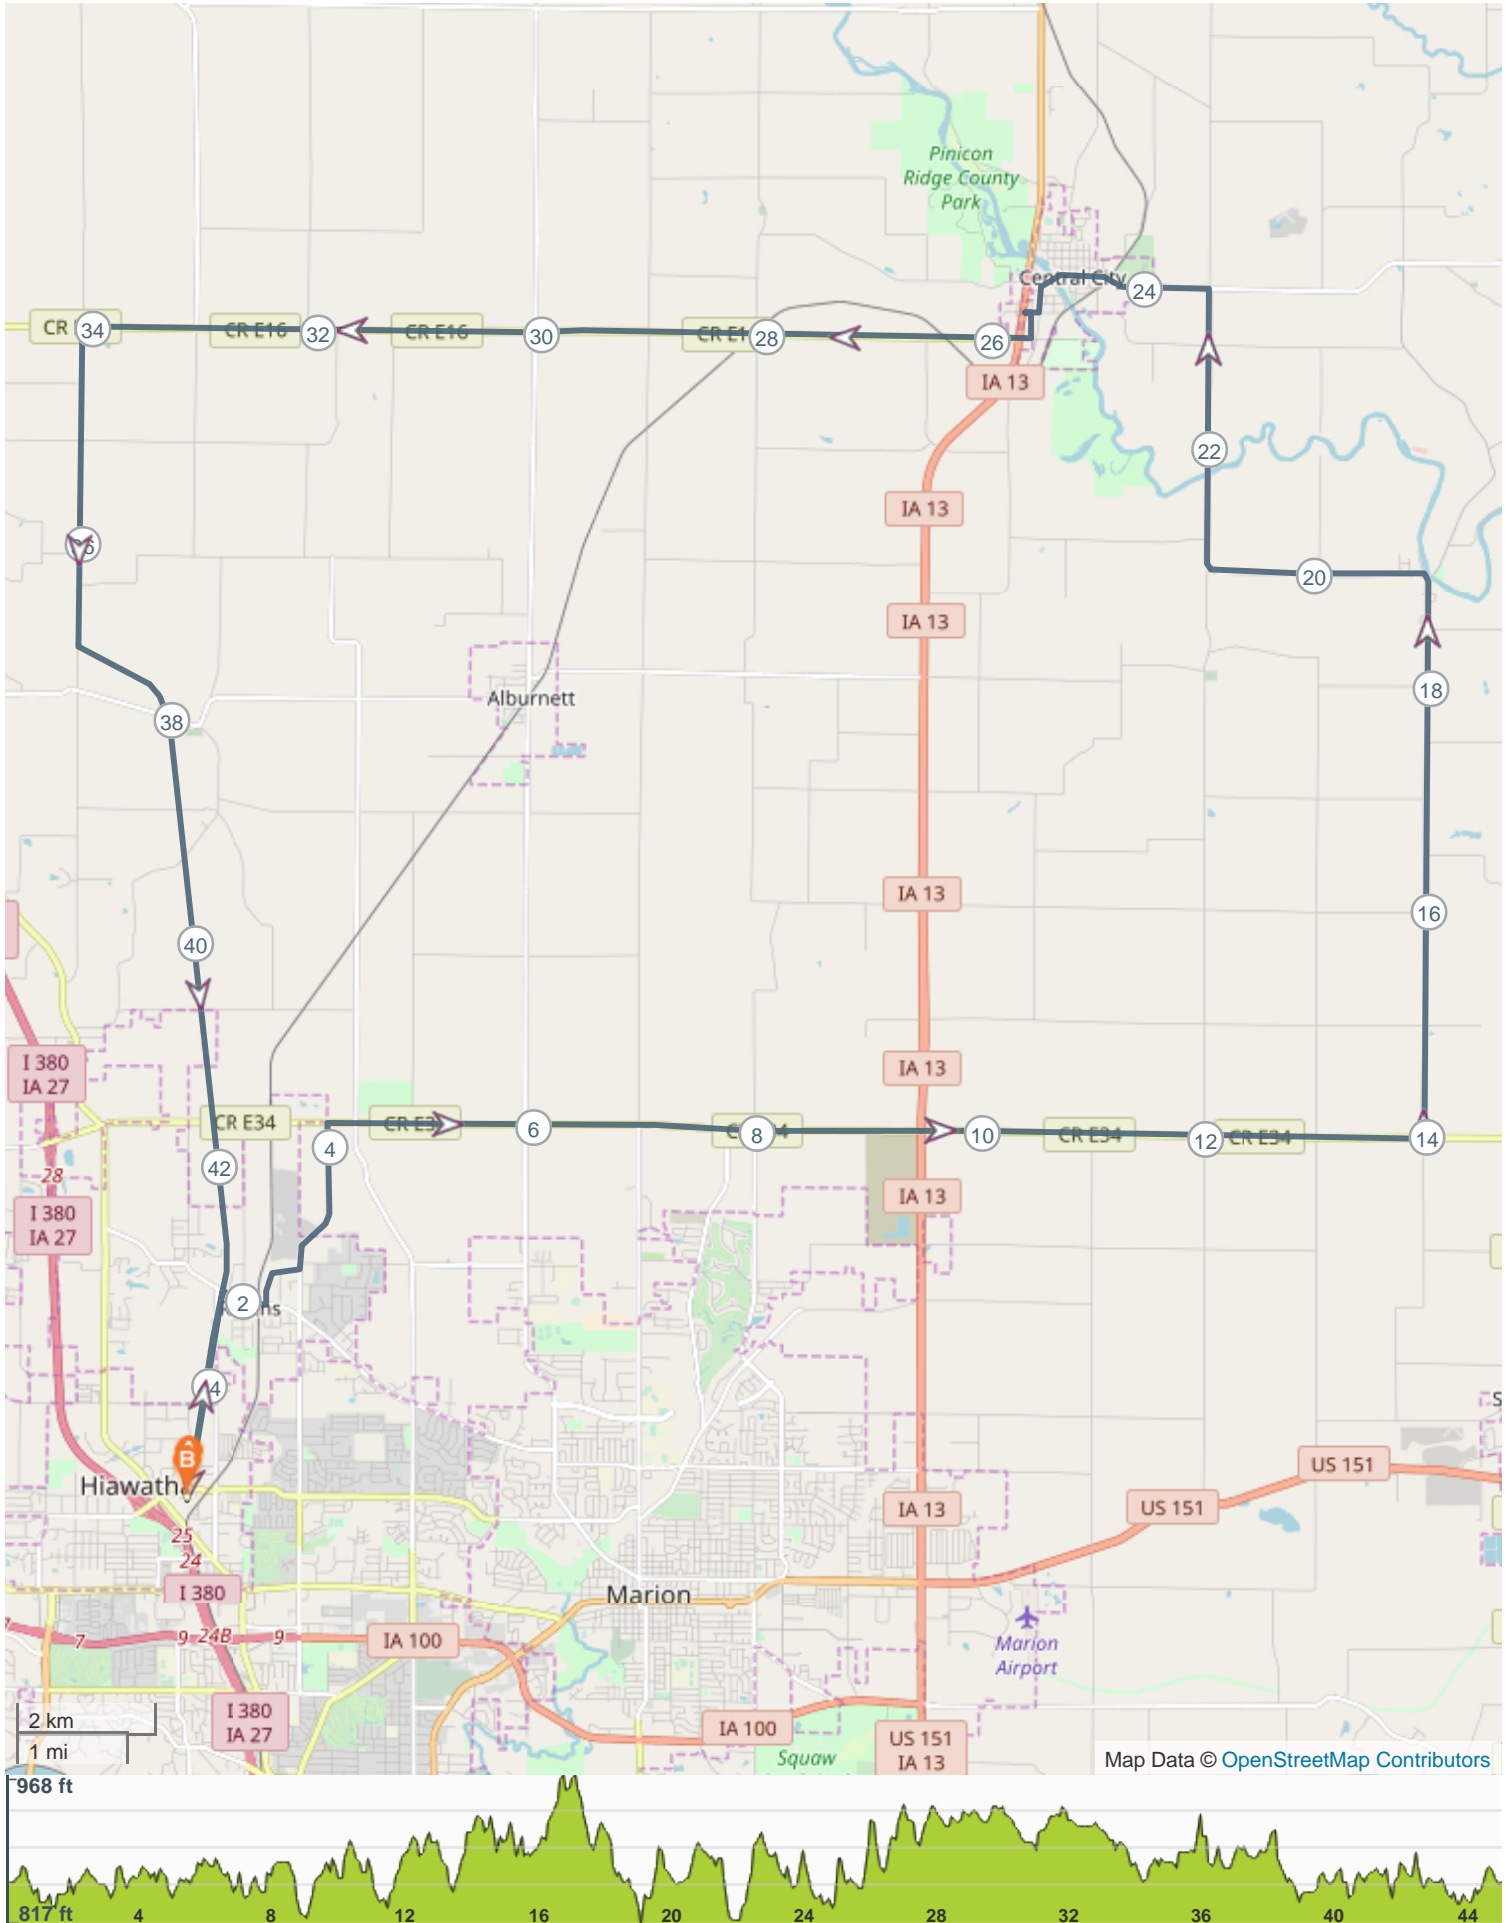 Pinicon
Ridge County
Park
Central City
24
CR
34
CR E16
32
CR E16
30
CR E1
28
26
IA 13
22
IA 13
20
IA 13
18
Alburnett
38
IA 13
16
40
I 380
IA 27
IA 13
CR E34
4
CR E3
6
8
10
CR E34
12
CR E34
14
42
28
I 380
IA 27
IA 13
2
Hiawatha
B
US 151
US 151
IA 13
25
24
I 380
Marion
7
9
24B
9
IA 100
Marion
Airport
I 380
IA 27
IA 100
US 151
IA 13
Squaw
2 km
1 mi
Map Data © OpenStreetMap Contributors
968 ft
817 ft
4
8
12
16
20
24
28
32
36
40
44